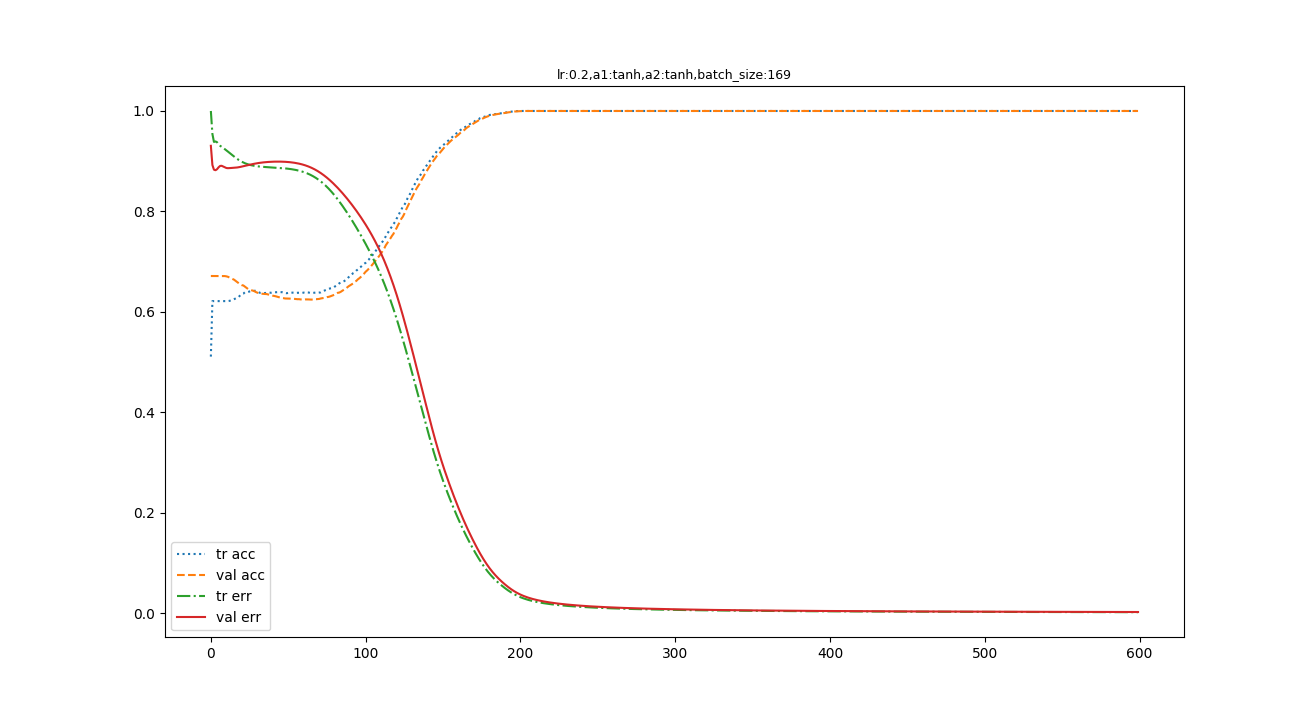 lr:0.2,a1:tanh,a2:tanh,batch_size:169
1.0
0.8
0.6
0.4
0.2
0.0
tr acc
val acc
tr err
val err
0 100 200 300 400 500 600